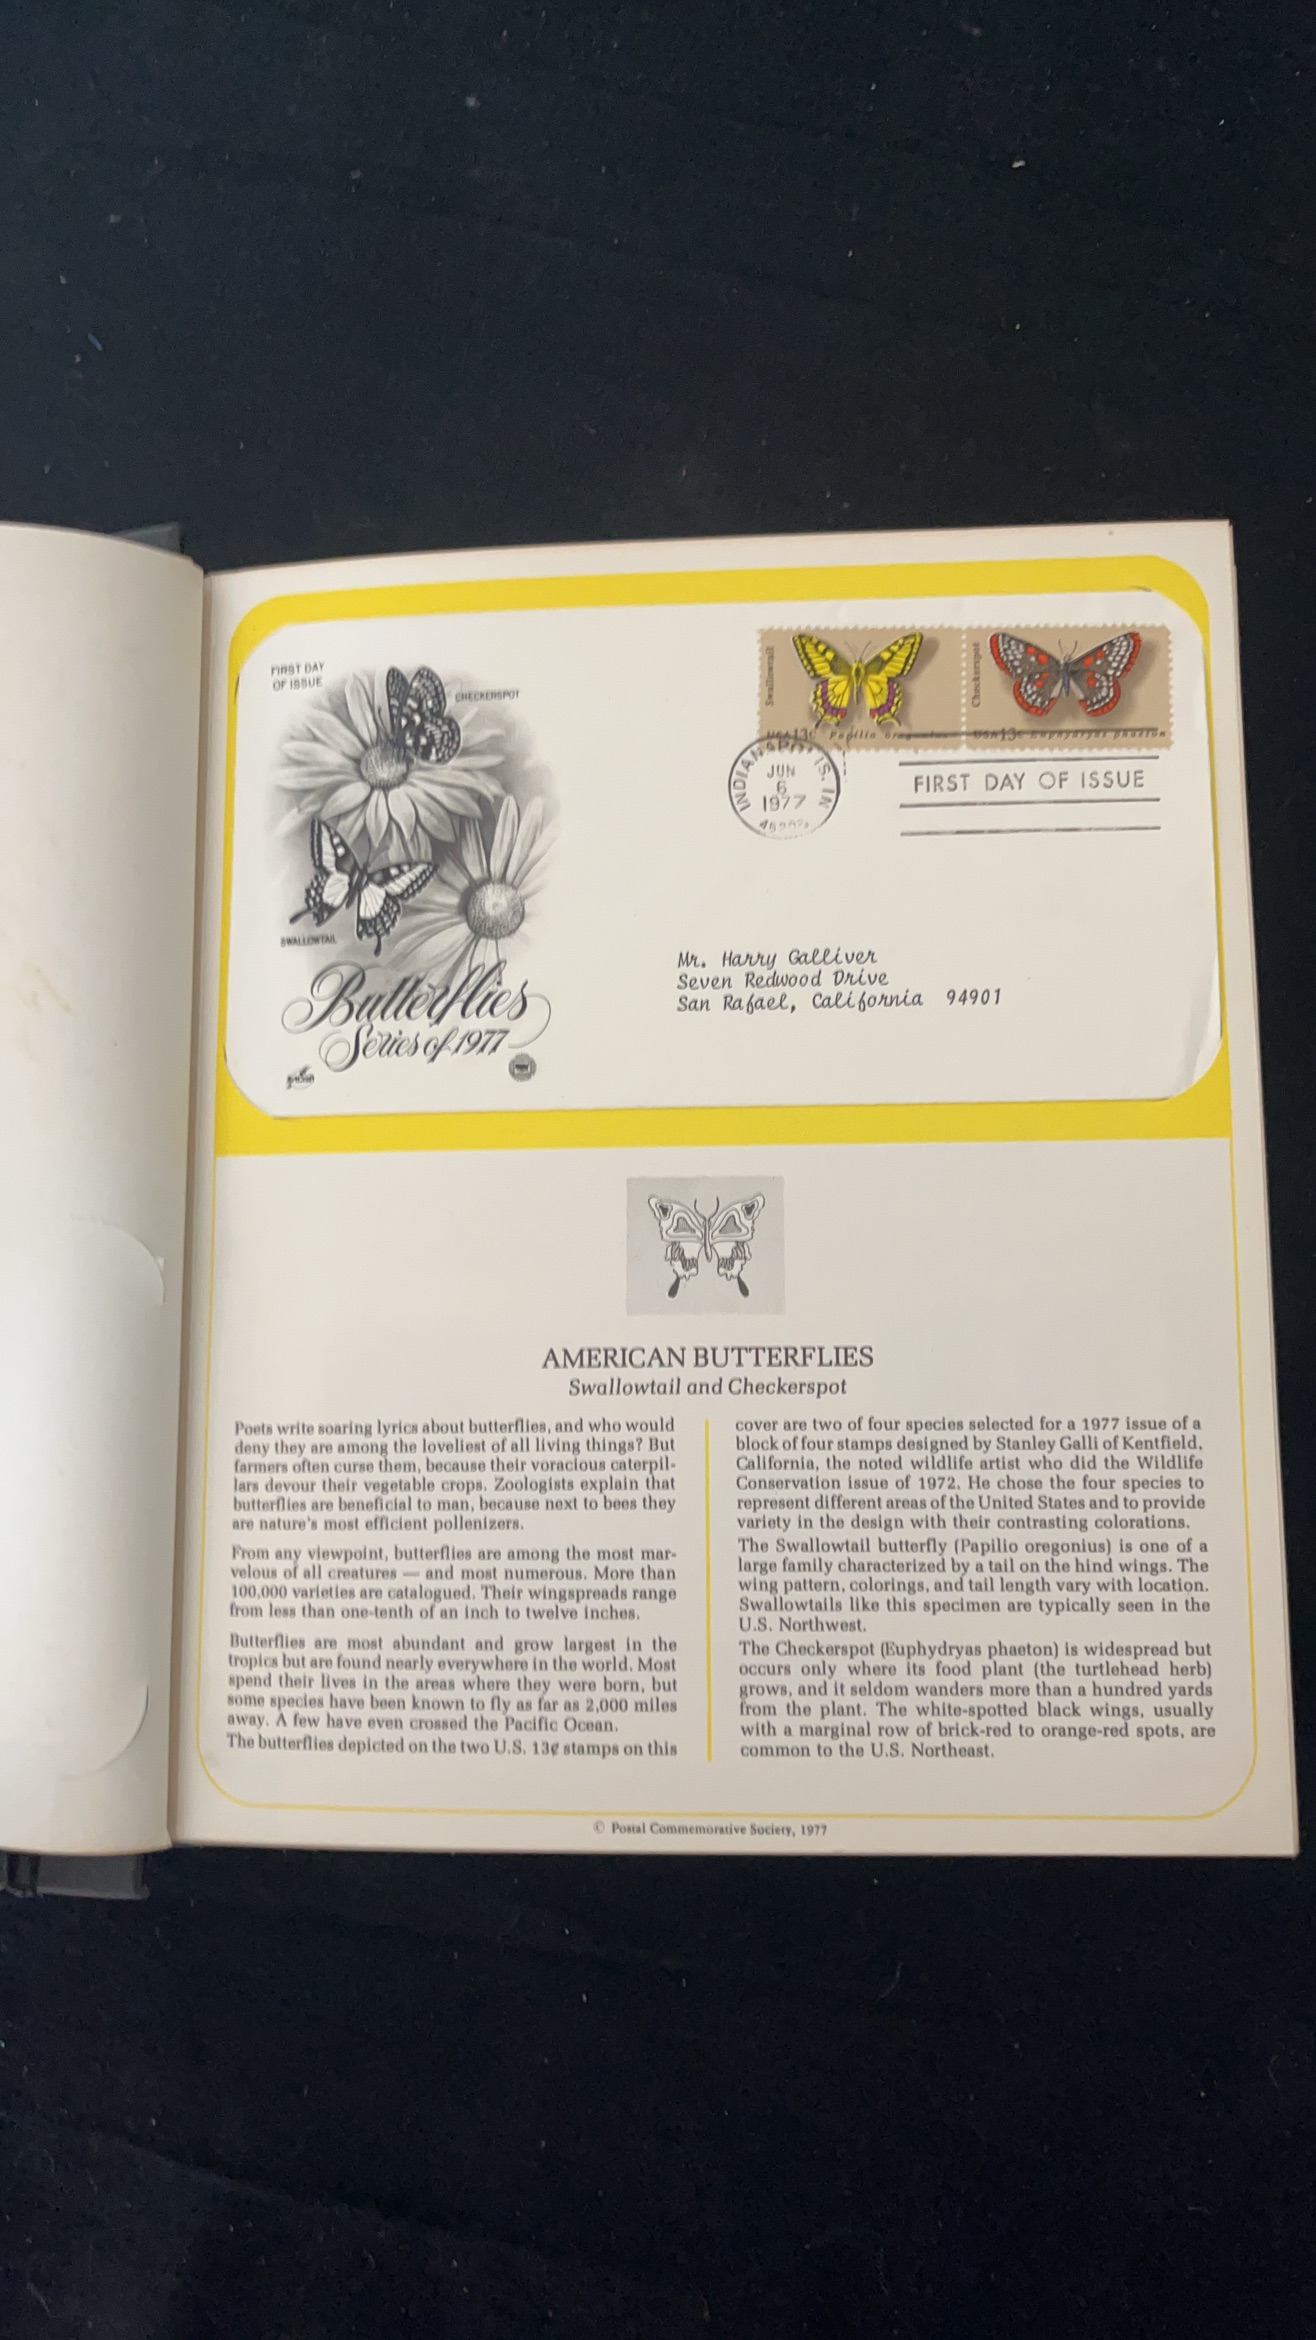 FIRST DAY
OF ISSUE
CHECKERSPOT
SWALLOWTAIL
Butterflies
Series of 1977
Swallowtail
USA 13c Papilio oregonius
Checkerspot
USA 13c Euphydryas phaeton
INDIANAPOLIS, IN
JUN
6
1977
FIRST DAY OF ISSUE
Mr. Harry Galliver
Seven Redwood Drive
San Rafael, California 94901
AMERICAN BUTTERFLIES
Swallowtail and Checkerspot
Poets write soaring lyrics about butterflies, and who would
deny they are among the loveliest of all living things? But
farmers often curse them, because their voracious caterpil-
lars devour their vegetable crops. Zoologists explain that
butterflies are beneficial to man, because next to bees they
are nature's most efficient pollenizers.
From any viewpoint, butterflies are among the most mar-
velous of all creatures — and most numerous. More than
100,000 varieties are catalogued. Their wingspreads range
from less than one-tenth of an inch to twelve inches.
Butterflies are most abundant and grow largest in the
tropics but are found nearly everywhere in the world. Most
spend their lives in the areas where they were born, but
some species have been known to fly as far as 2,000 miles
away. A few have even crossed the Pacific Ocean.
The butterflies depicted on the two U.S. 13¢ stamps on this
cover are two of four species selected for a 1977 issue of a
block of four stamps designed by Stanley Galli of Kentfield,
California, the noted wildlife artist who did the Wildlife
Conservation issue of 1972. He chose the four species to
represent different areas of the United States and to provide
variety in the design with their contrasting colorations.
The Swallowtail butterfly (Papilio oregonius) is one of a
large family characterized by a tail on the hind wings. The
wing pattern, colorings, and tail length vary with location.
Swallowtails like this specimen are typically seen in the
U.S. Northwest.
The Checkerspot (Euphydryas phaeton) is widespread but
occurs only where its food plant (the turtlehead herb)
grows, and it seldom wanders more than a hundred yards
from the plant. The white-spotted black wings, usually
with a marginal row of brick-red to orange-red spots, are
common to the U.S. Northeast.
© Postal Commemorative Society, 1977